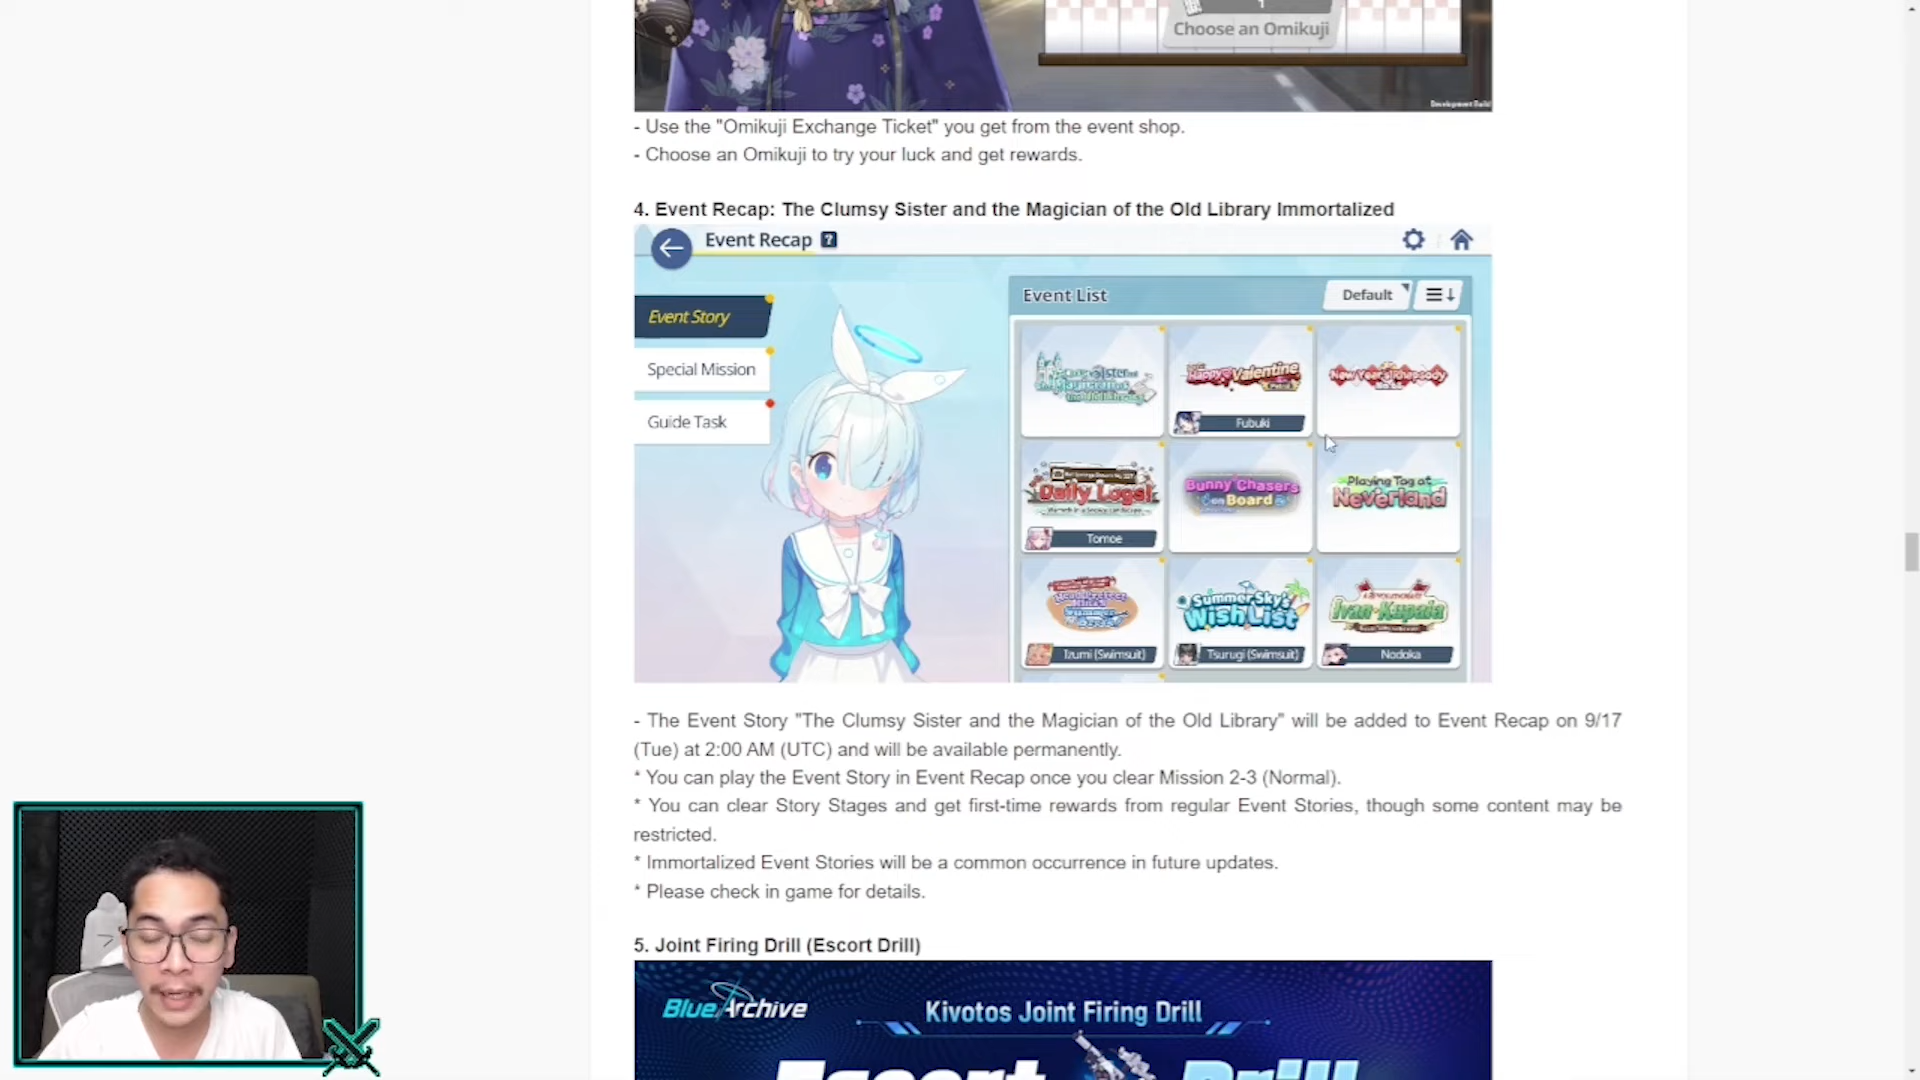 1
Choose an Omikuji
Development Build
- Use the "Omikuji Exchange Ticket" you get from the event shop.
- Choose an Omikuji to try your luck and get rewards.
4. Event Recap: The Clumsy Sister and the Magician of the Old Library Immortalized
Event Recap ?
Event Story
Special Mission
Guide Task
Event List
Default
Happy Valentine
Fubuki
New Year's Rhapsody
Daily Logs!
Tomoe
Bunny Chasers
on Board
Playing Tag at
Neverland
Izumi (Swimsuit)
Summer Sky's
Wish List
Tsurugi (Swimsuit)
Ivan Kupala
Nodoka
- The Event Story "The Clumsy Sister and the Magician of the Old Library" will be added to Event Recap on 9/17
(Tue) at 2:00 AM (UTC) and will be available permanently.
* You can play the Event Story in Event Recap once you clear Mission 2-3 (Normal).
* You can clear Story Stages and get first-time rewards from regular Event Stories, though some content may be
restricted.
* Immortalized Event Stories will be a common occurrence in future updates.
* Please check in game for details.
5. Joint Firing Drill (Escort Drill)
Blue Archive
Kivotos Joint Firing Drill
Escort Drill